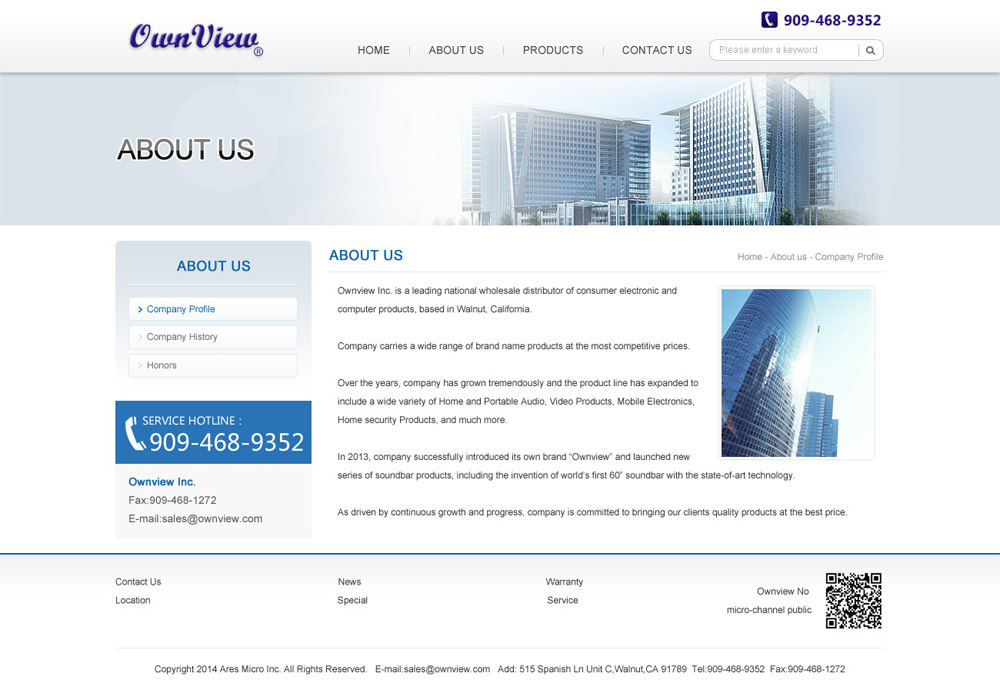 909-468-9352
OwnView®
HOME
ABOUT US
PRODUCTS
CONTACT US
Please enter a keyword
ABOUT US
ABOUT US
Company Profile
Company History
Honors
SERVICE HOTLINE :
909-468-9352
Ownview Inc.
Fax:909-468-1272
E-mail:sales@ownview.com
ABOUT US
Home - About us - Company Profile
Ownview Inc. is a leading national wholesale distributor of consumer electronic and
computer products, based in Walnut, California.
Company carries a wide range of brand name products at the most competitive prices.
Over the years, company has grown tremendously and the product line has expanded to
include a wide variety of Home and Portable Audio, Video Products, Mobile Electronics,
Home security Products, and much more.
In 2013, company successfully introduced its own brand “Ownview” and launched new
series of soundbar products, including the invention of world’s first 60” soundbar with the state-of-art technology.
As driven by continuous growth and progress, company is committed to bringing our clients quality products at the best price.
Contact Us
Location
News
Special
Warranty
Service
Ownview No
micro-channel public
Copyright 2014 Ares Micro Inc. All Rights Reserved. E-mail:sales@ownview.com Add: 515 Spanish Ln Unit C,Walnut,CA 91789 Tel:909-468-9352 Fax:909-468-1272